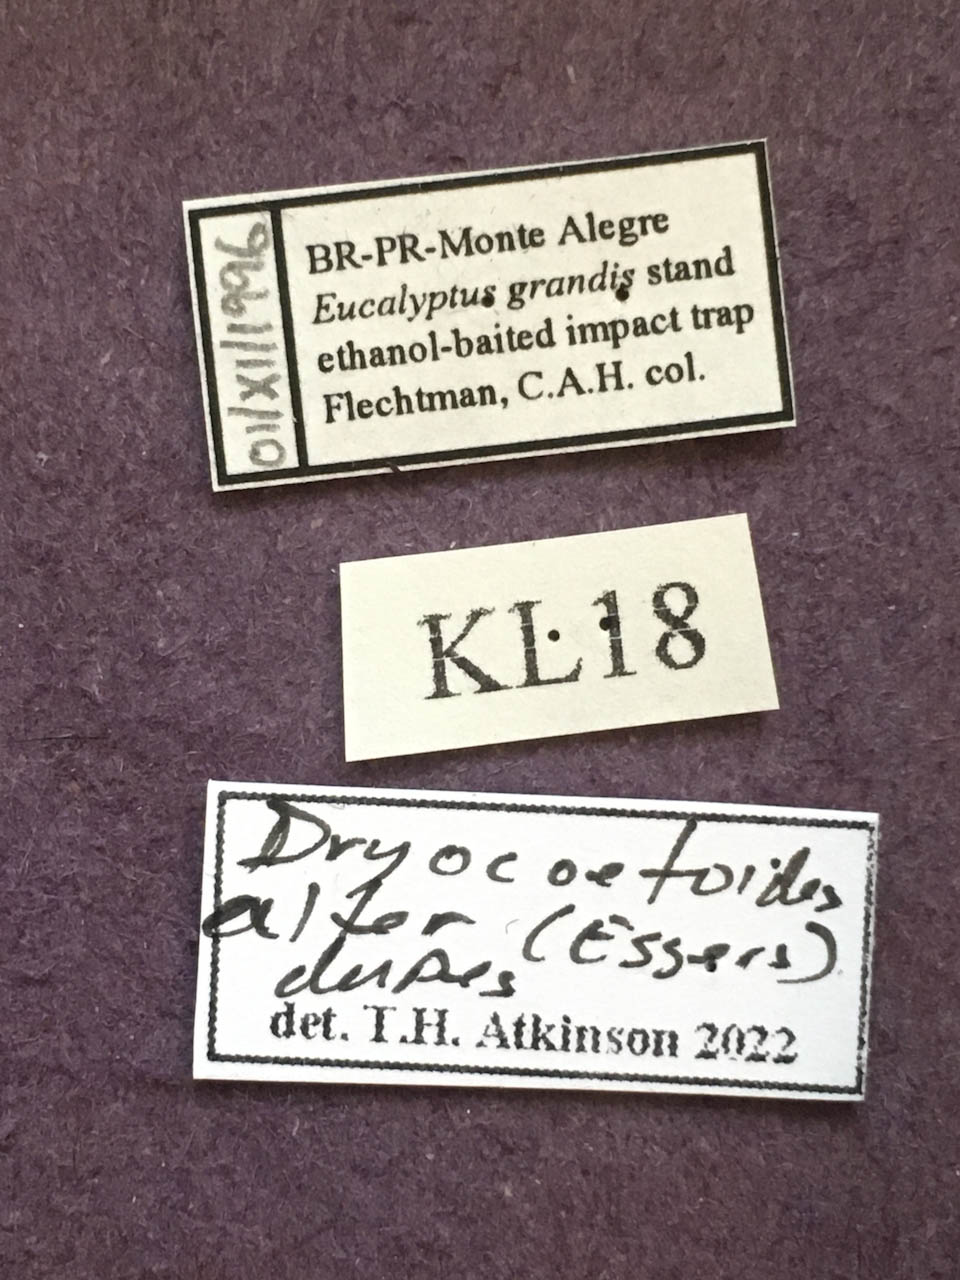 01/XII/1996
BR-PR-Monte Alegre
Eucalyptus grandis stand
ethanol-baited impact trap
Flechtman, C.A.H. col.
KL18
Dryocoetoides
alter (Eggers)
det. T.H. Atkinson 2022